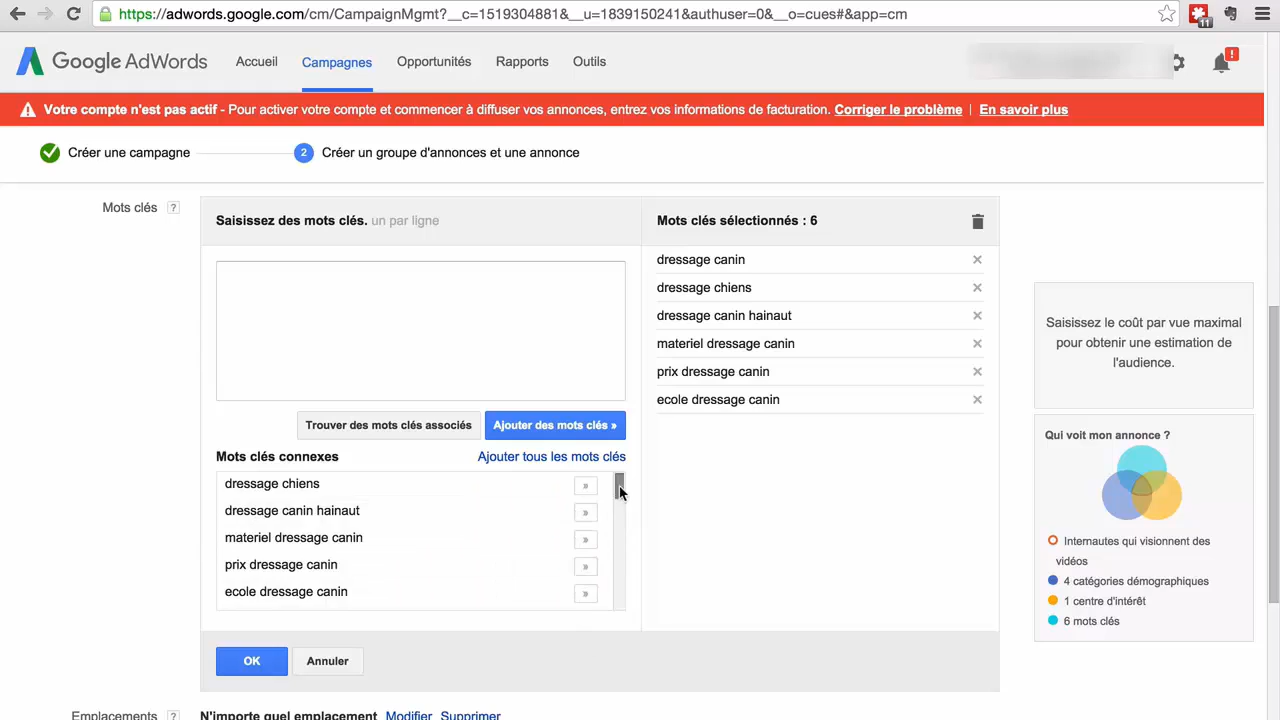 https://adwords.google.com/cm/CampaignMgmt?__c=1519304881&__u=1839150241&authuser=0&__o=cues#&app=cm
11
Google AdWords Accueil Campagnes Opportunités Rapports Outils
!
Votre compte n'est pas actif - Pour activer votre compte et commencer à diffuser vos annonces, entrez vos informations de facturation. Corriger le problème | En savoir plus
Créer une campagne 2 Créer un groupe d'annonces et une annonce
Mots clés ?
Saisissez des mots clés. un par ligne
Trouver des mots clés associés Ajouter des mots clés »
Mots clés connexes Ajouter tous les mots clés
dressage chiens »
dressage canin hainaut »
materiel dressage canin »
prix dressage canin »
ecole dressage canin »
Mots clés sélectionnés : 6
dressage canin ×
dressage chiens ×
dressage canin hainaut ×
materiel dressage canin ×
prix dressage canin ×
ecole dressage canin ×
OK Annuler
Saisissez le coût par vue maximal
pour obtenir une estimation de
l'audience.
Qui voit mon annonce ?
Internautes qui visionnent des
vidéos
4 catégories démographiques
1 centre d'intérêt
6 mots clés
Emplacements ? N'importe quel emplacement Modifier Supprimer